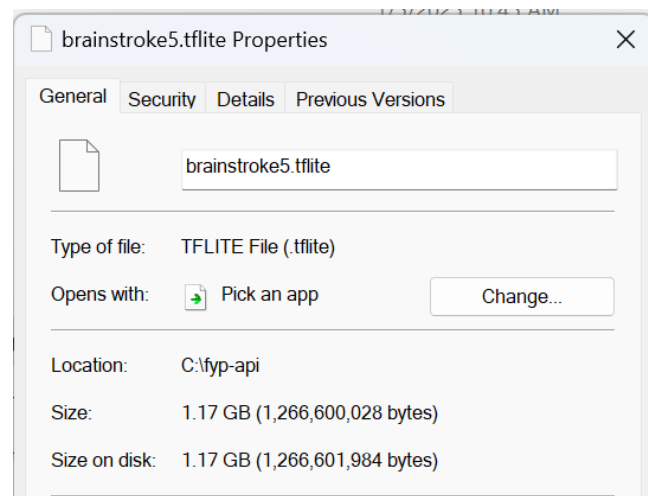 brainstroke5.tflite Properties
General Security Details Previous Versions
brainstroke5.tflite
Type of file: TFLITE File (.tflite)
Opens with: Pick an app Change...
Location: C:\fyp-api
Size: 1.17 GB (1,266,600,028 bytes)
Size on disk: 1.17 GB (1,266,601,984 bytes)